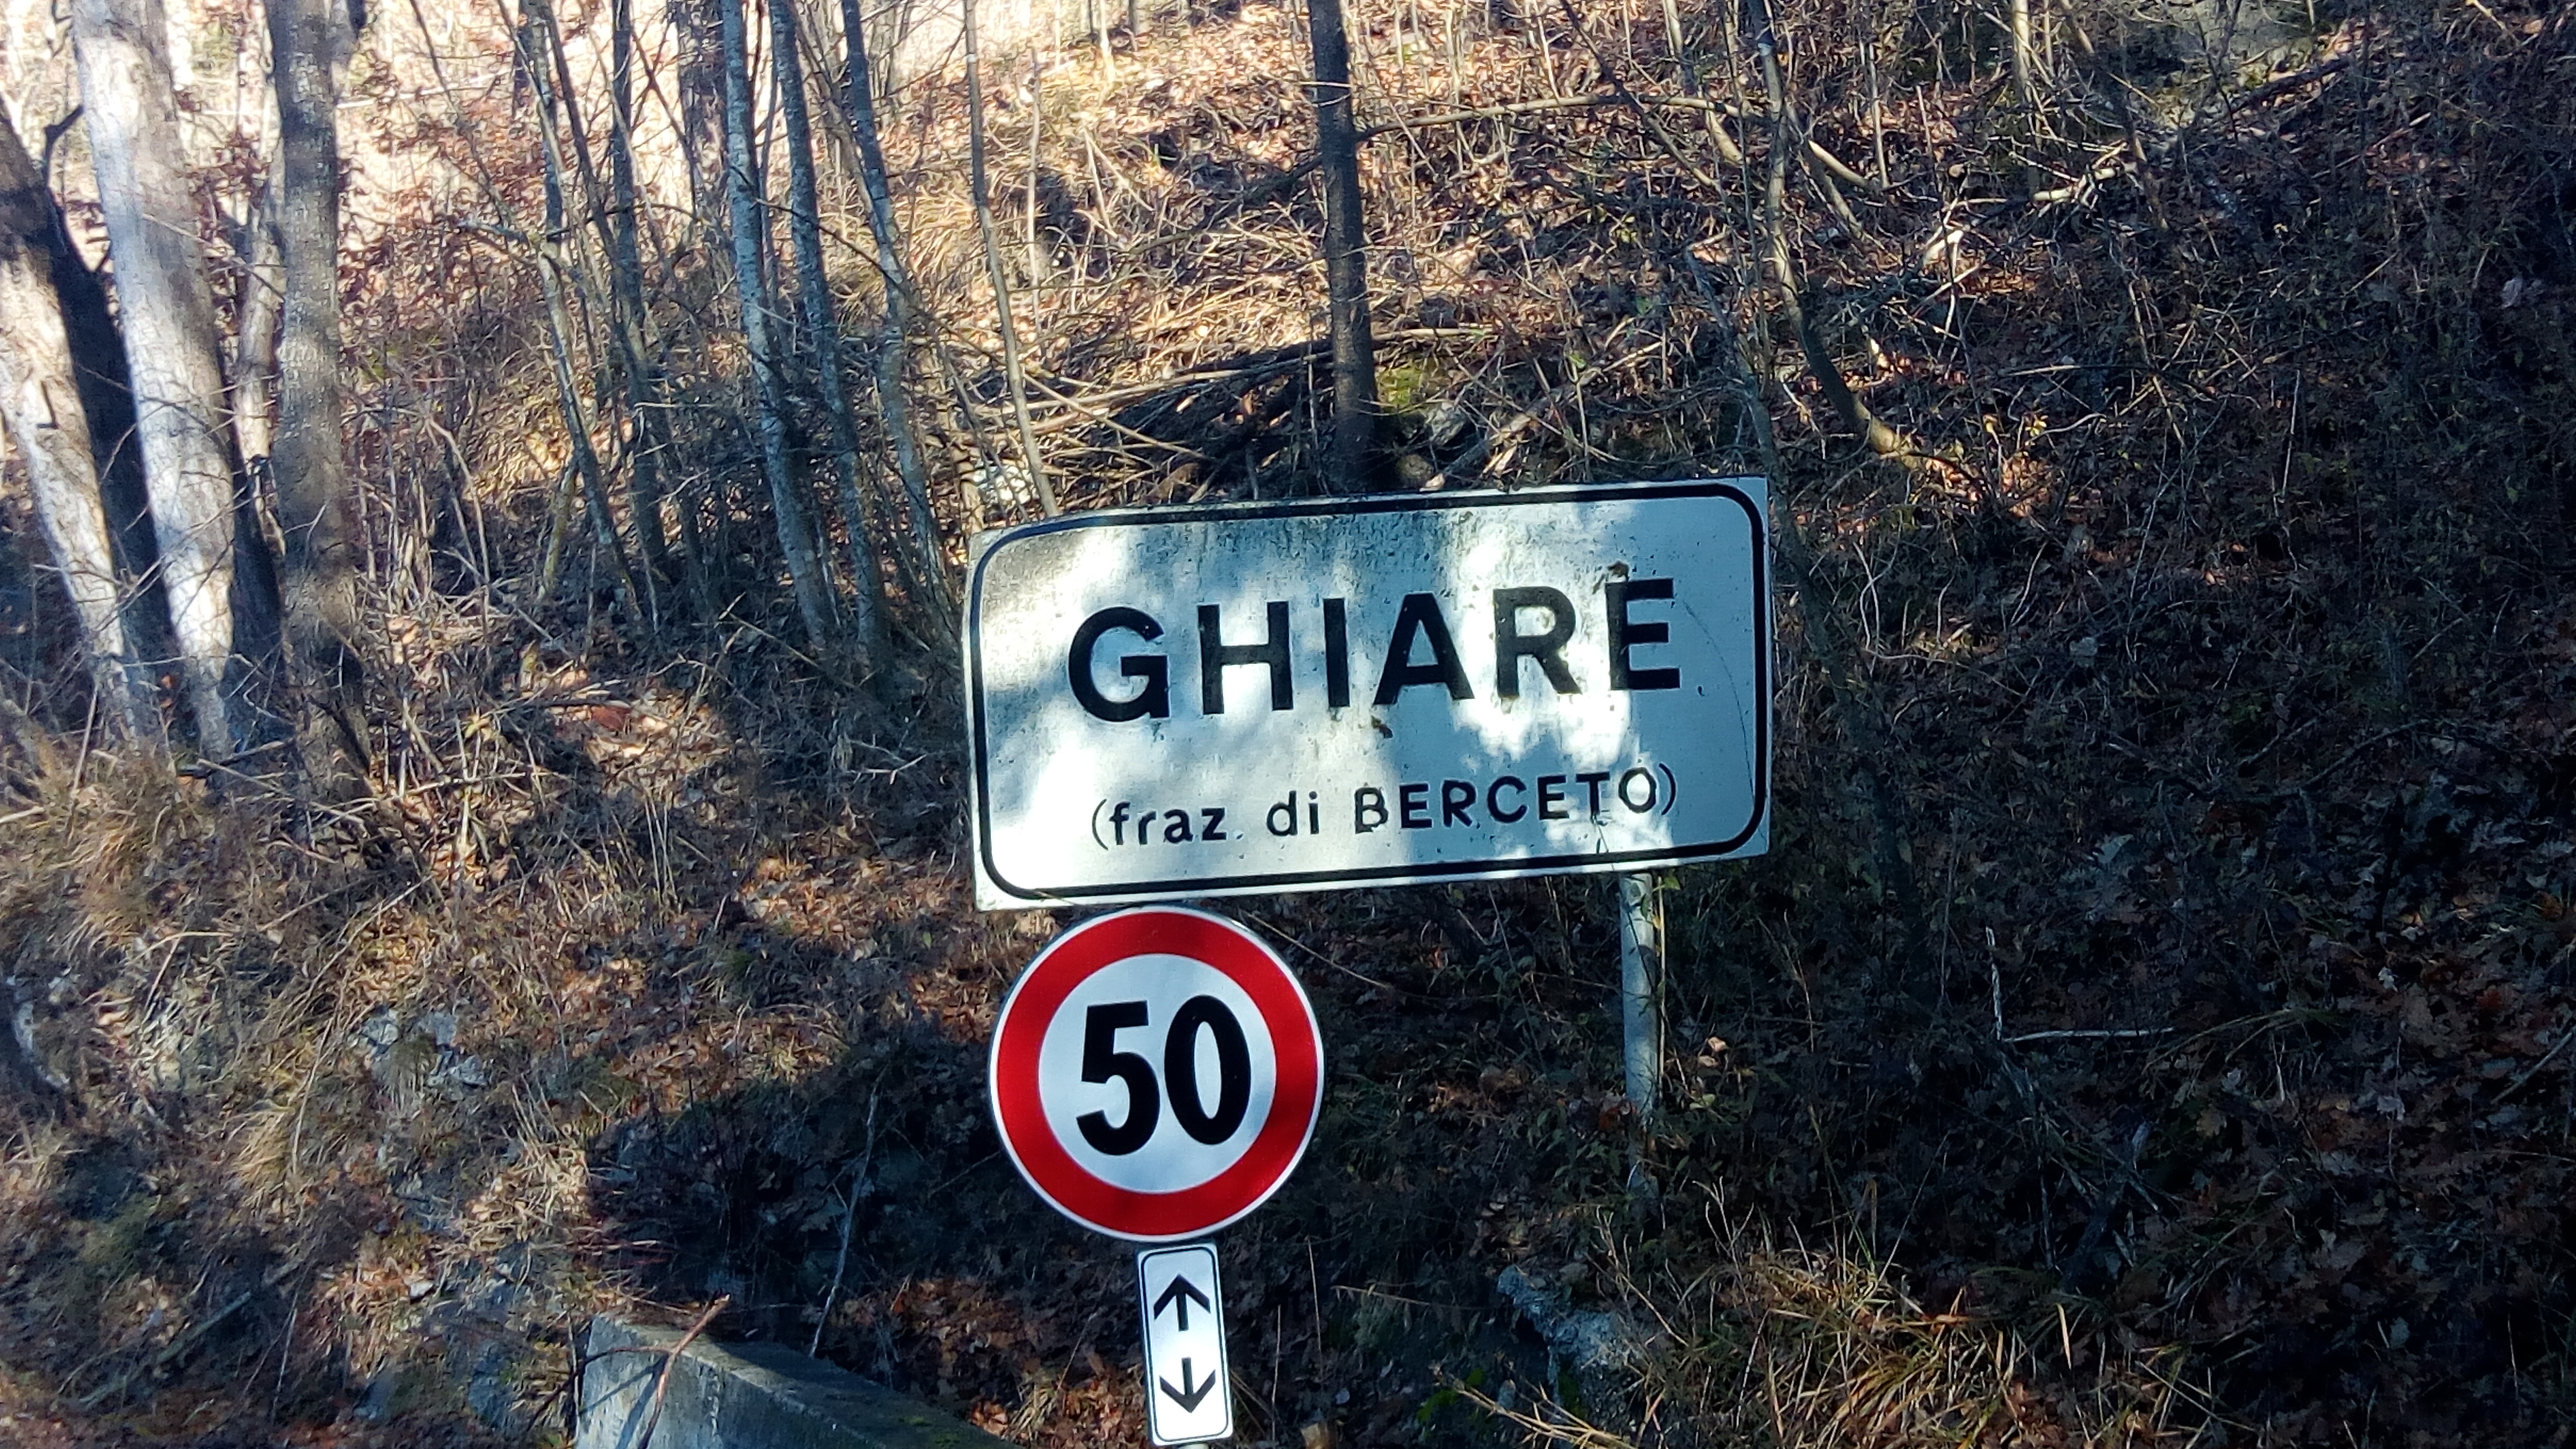 GHIARE
(fraz. di BERCETO)
50